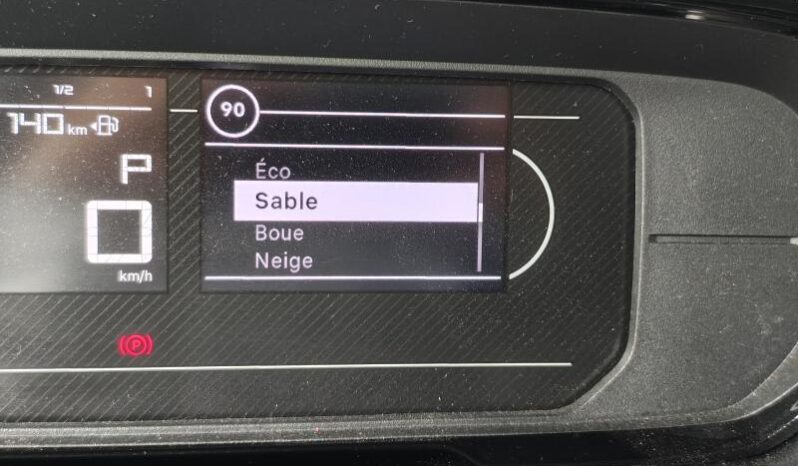 1/2 1
140 km
P
0
km/h
(P)
90
Éco
Sable
Boue
Neige